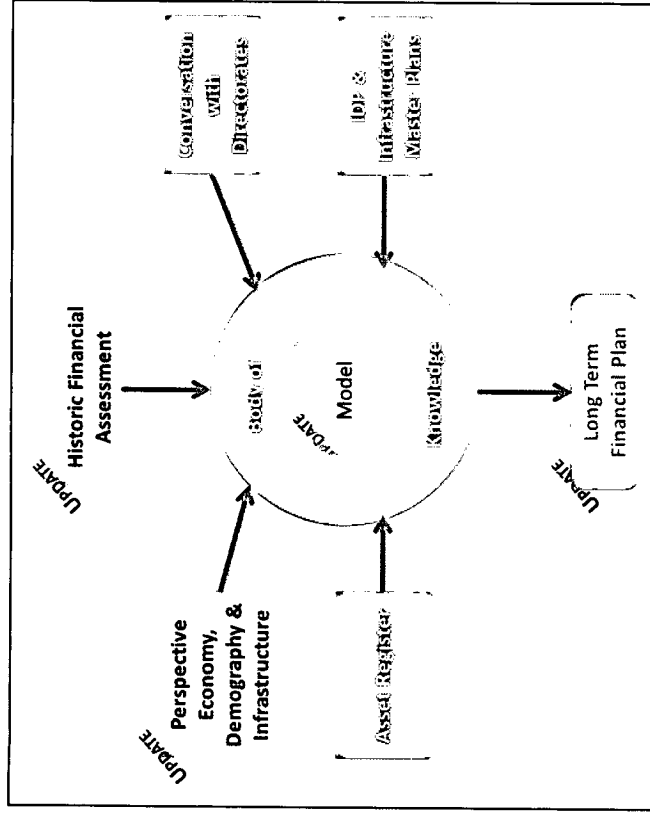 UPDATE
Historic Financial
Assessment
UPDATE
Perspective
Economy,
Demography &
Infrastructure
Conversation
with
Directorates
Body of
UPDATE
Model
Knowledge
Asset Register
IDP &
Infrastructure
Master Plans
UPDATE
Long Term
Financial Plan